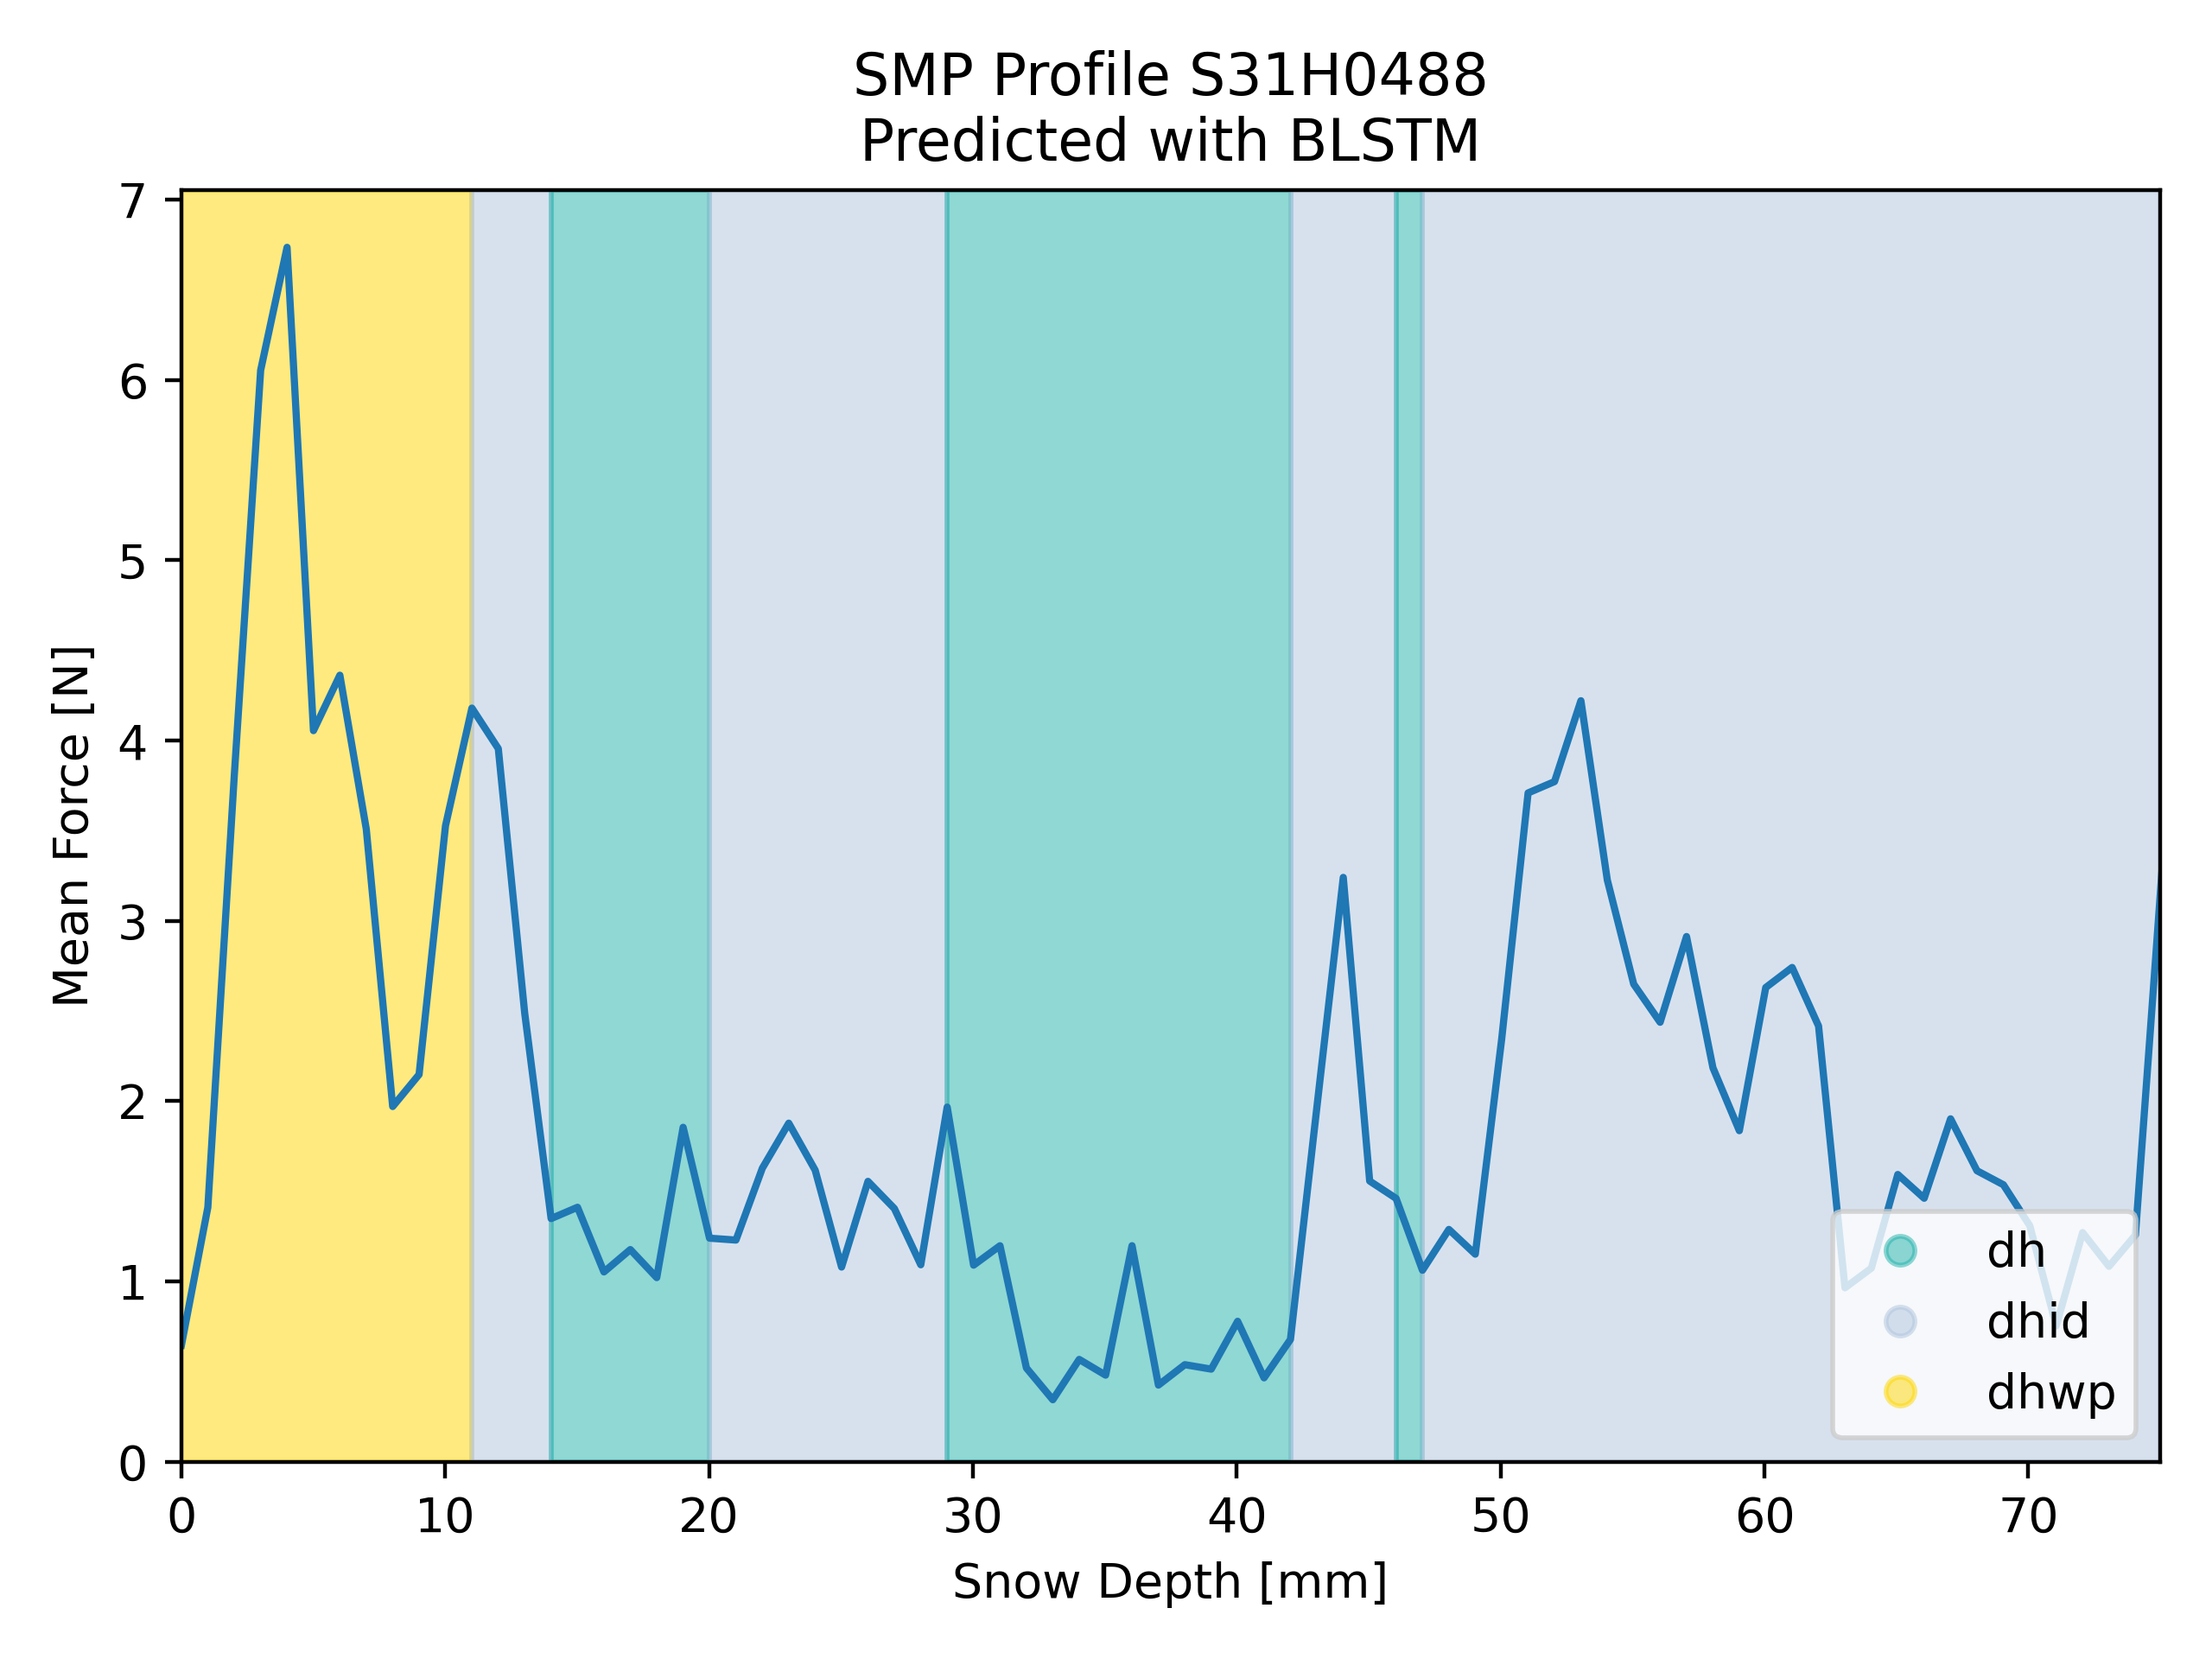 SMP Profile S31H0488
Predicted with BLSTM
Mean Force [N]
7
6
5
4
3
2
1
0
0 10 20 30 40 50 60 70
Snow Depth [mm]
dh
dhid
dhwp